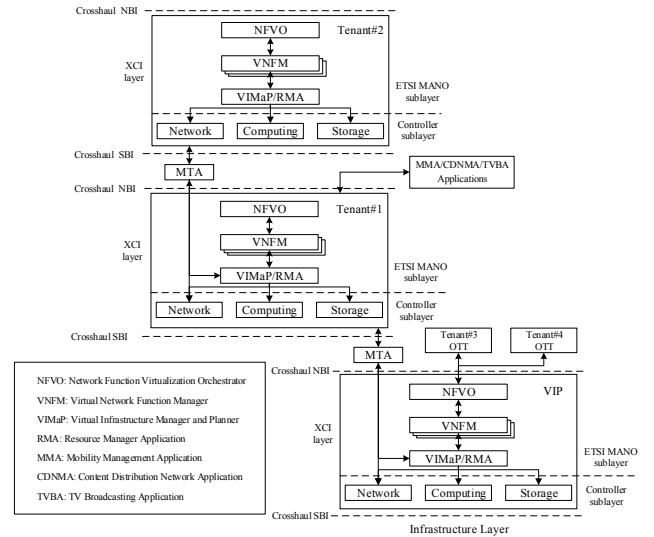 Crosshaul NBI
NFVO
Tenant#2
XCI
layer
VNFM
VIMaP/RMA
ETSI MANO
sublayer
Controller
sublayer
Network
Computing
Storage
Crosshaul SBI
MTA
MMA/CDNMA/TVBA
Applications
Crosshaul NBI
NFVO
Tenant#1
XCI
layer
VNFM
VIMaP/RMA
ETSI MANO
sublayer
Controller
sublayer
Network
Computing
Storage
Crosshaul SBI
MTA
Tenant#3
OTT
Tenant#4
OTT
Crosshaul NBI
NFVO
VIP
XCI
layer
VNFM
VIMaP/RMA
ETSI MANO
sublayer
Controller
sublayer
Network
Computing
Storage
Crosshaul SBI
Infrastructure Layer
NFVO: Network Function Virtualization Orchestrator
VNFM: Virtual Network Function Manager
VIMaP: Virtual Infrastructure Manager and Planner
RMA: Resource Manager Application
MMA: Mobility Management Application
CDNMA: Content Distribution Network Application
TVBA: TV Broadcasting Application